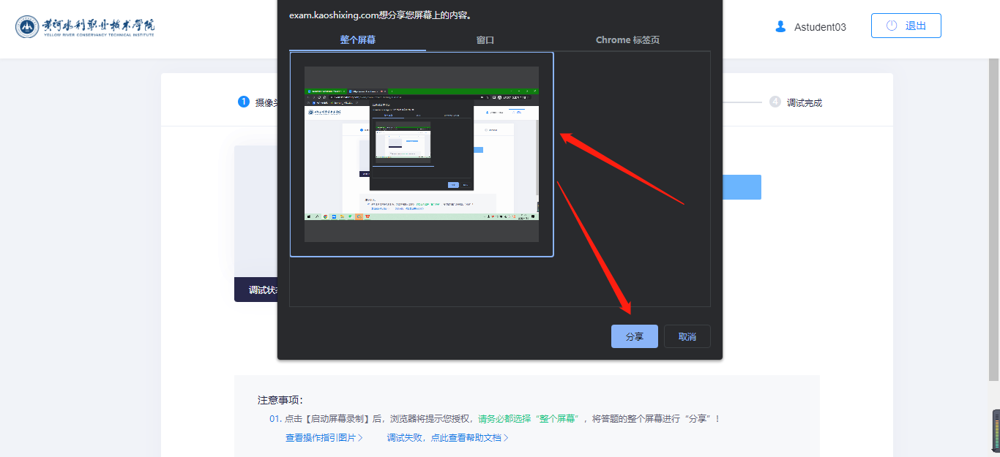 黄河水利职业技术学院
YELLOW RIVER CONSERVANCY TECHNICAL INSTITUTE
Astudent03
退出
exam.kaoshixing.com想分享您屏幕上的内容。
整个屏幕
窗口
Chrome 标签页
1 摄像头
4 调试完成
调试状态
分享
取消
注意事项：
01. 点击【启动屏幕录制】后，浏览器将提示您授权，请务必都选择“整个屏幕”，将答题的整个屏幕进行“分享”！
查看操作指引图片 >
调试失败，点此查看帮助文档 >